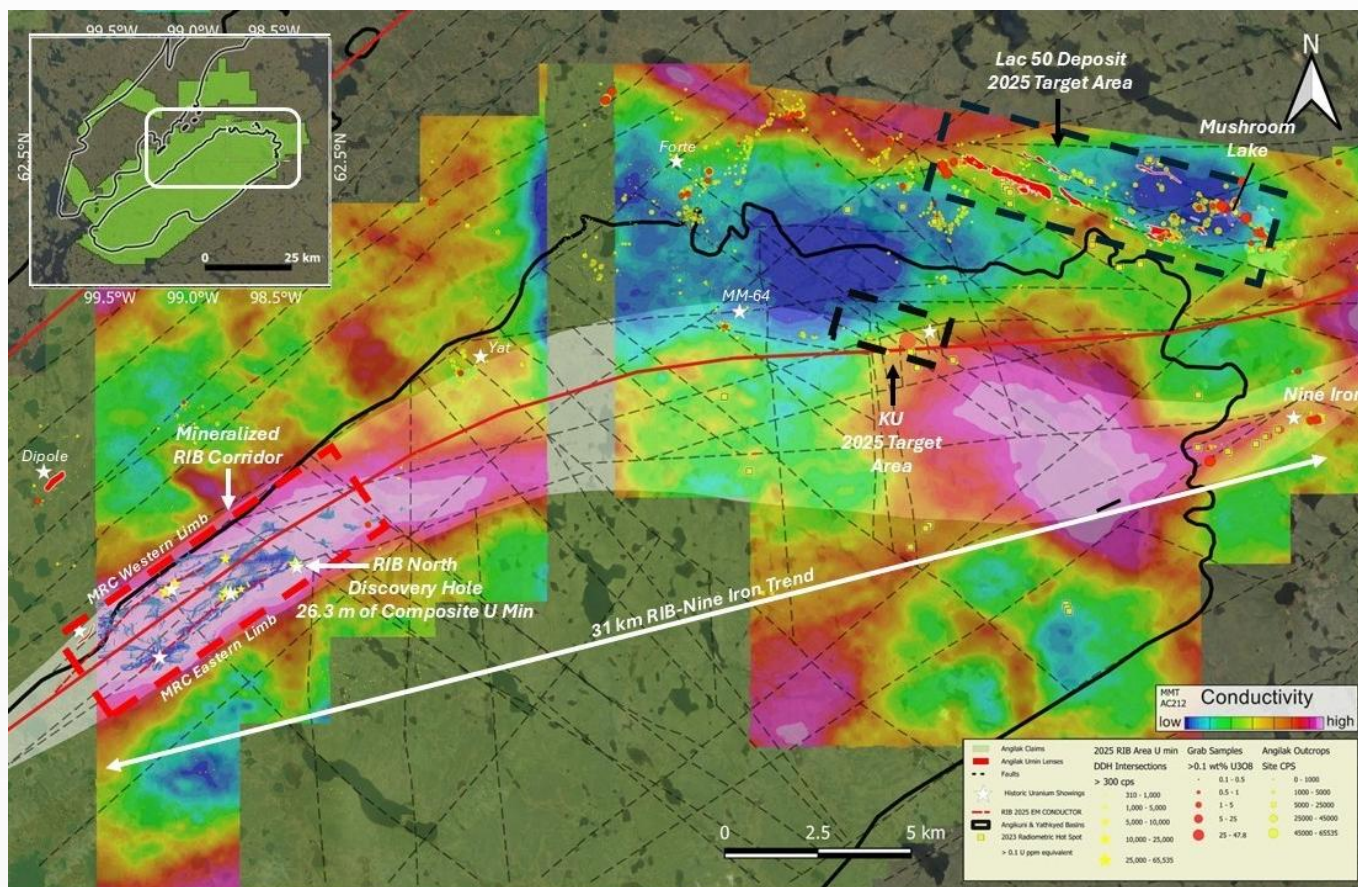 99.5°W 99.0°W 98.5°W
62.5°N
62.5°N
0 25 km
99.5°W 99.0°W 98.5°W
Lac 50 Deposit
2025 Target Area
N
Mushroom
Lake
Forte
MM-64
Yat
KU
2025 Target
Area
Nine Iron
Dipole
Mineralized
RIB Corridor
MRC Western Limb
RIB North
Discovery Hole
26.3 m of Composite U Min
MRC Eastern Limb
31 km RIB-Nine Iron Trend
MMT
AC212
Conductivity
low high
0 2.5 5 km
Angilak Claims
Angilak Umin Lenses
Faults
Historic Uranium Showings
RIB 2025 EM CONDUCTOR
Angikuni & Yathkyed Basins
2023 Radiometric Hot Spot
> 0.1 U ppm equivalent
2025 RIB Area U min
DDH Intersections
> 300 cps
310 - 1,000
1,000 - 5,000
5,000 - 10,000
10,000 - 25,000
25,000 - 65,535
Grab Samples
>0.1 wt% U3O8
0.1 - 0.5
0.5 - 1
1 - 5
5 - 25
25 - 47.8
Angilak Outcrops
Site CPS
0 - 1000
1000 - 5000
5000 - 25000
25000 - 45000
45000 - 65535